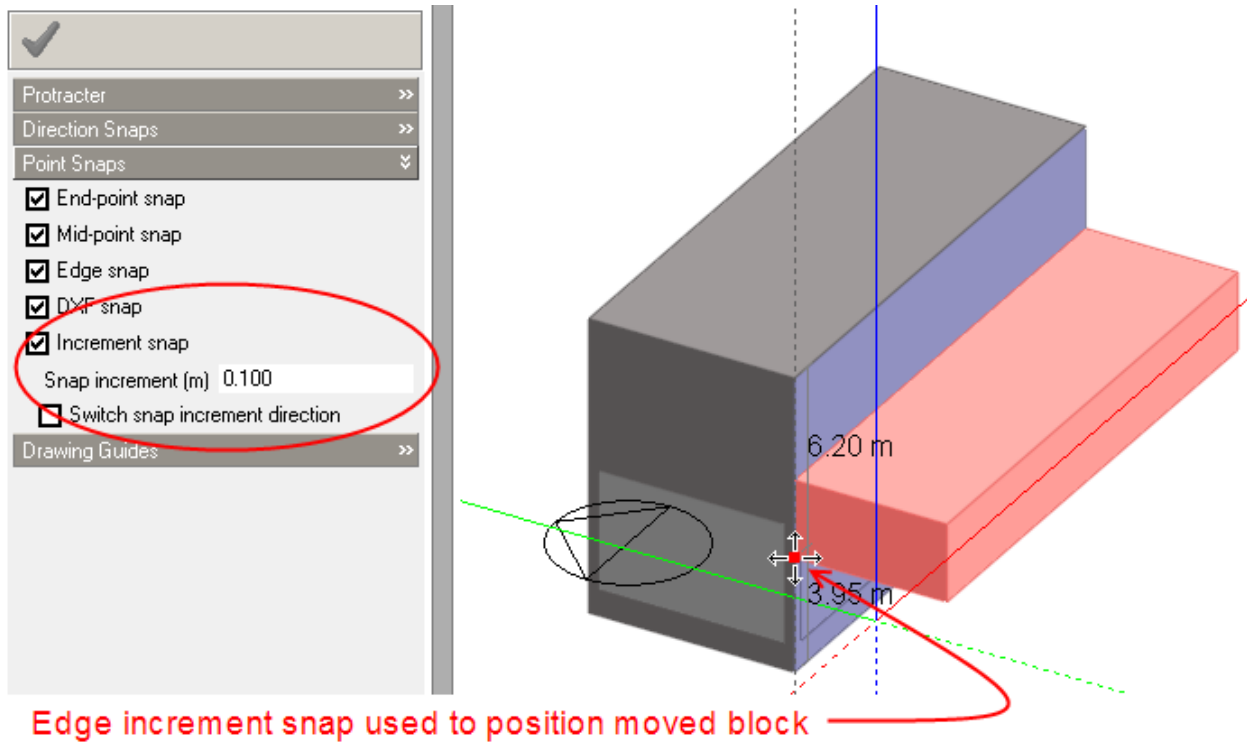 Protracter
Direction Snaps
Point Snaps
End-point snap
Mid-point snap
Edge snap
DXF snap
Increment snap
Snap increment (m) 0.100
Switch snap increment direction
Drawing Guides
6.20 m
3.95 m
Edge increment snap used to position moved block